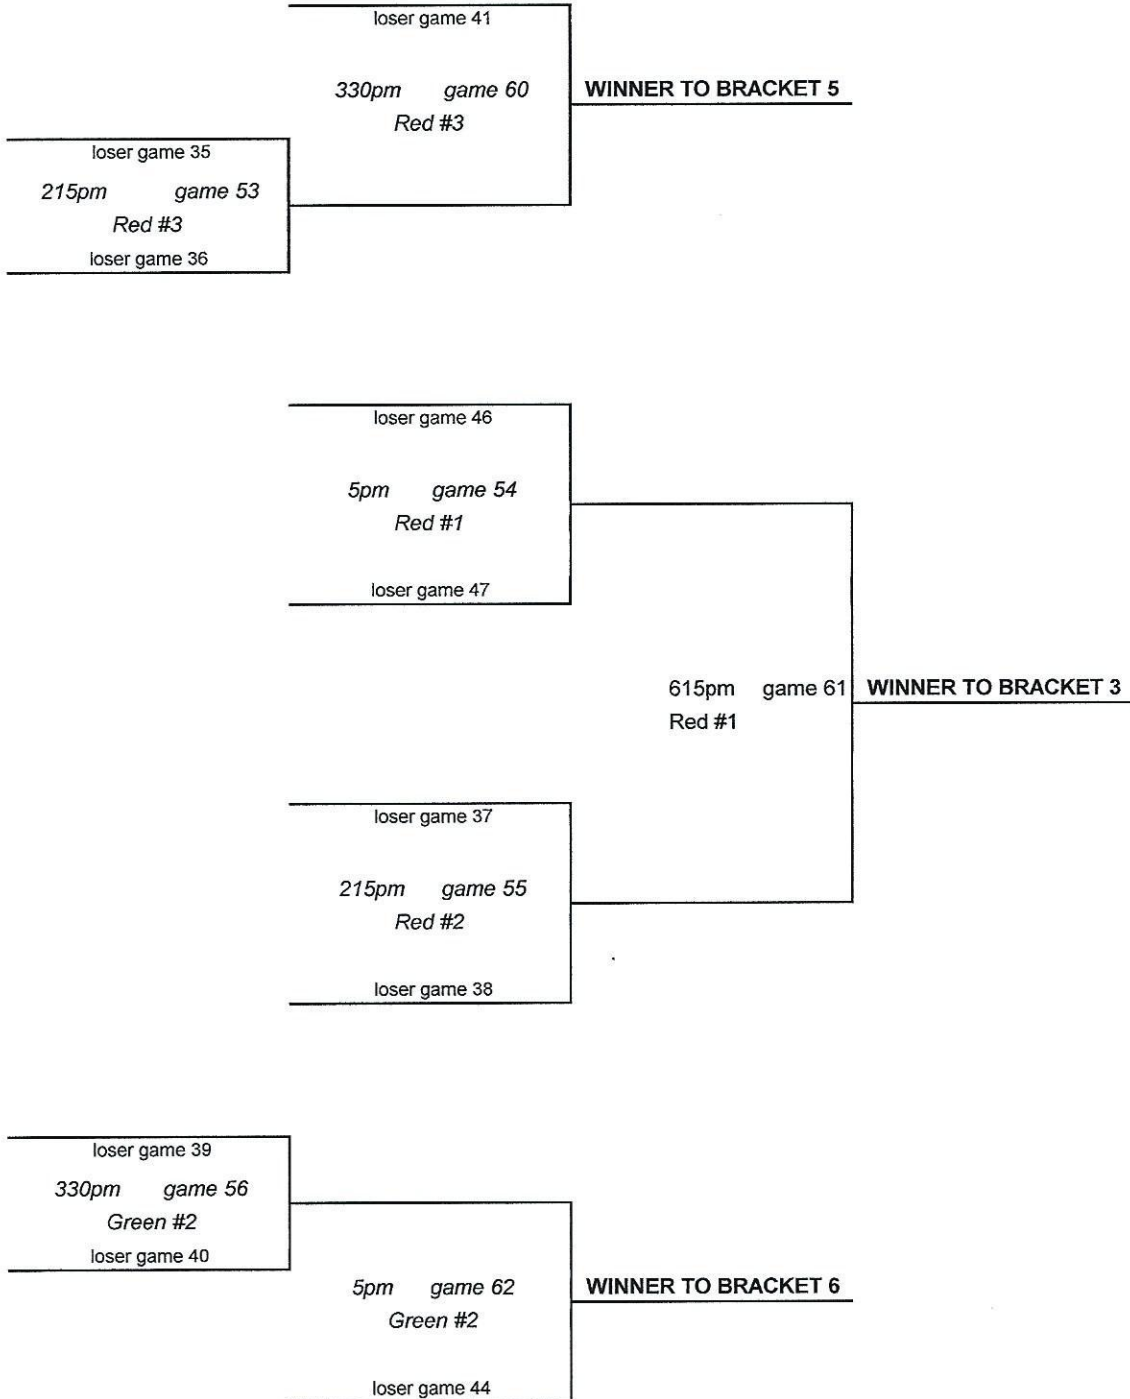 loser game 41
330pm game 60
WINNER TO BRACKET 5
Red #3
loser game 35
215pm game 53
Red #3
loser game 36
loser game 46
5pm game 54
Red #1
loser game 47
615pm game 61
WINNER TO BRACKET 3
Red #1
loser game 37
215pm game 55
Red #2
loser game 38
loser game 39
330pm game 56
Green #2
loser game 40
5pm game 62
WINNER TO BRACKET 6
Green #2
loser game 44